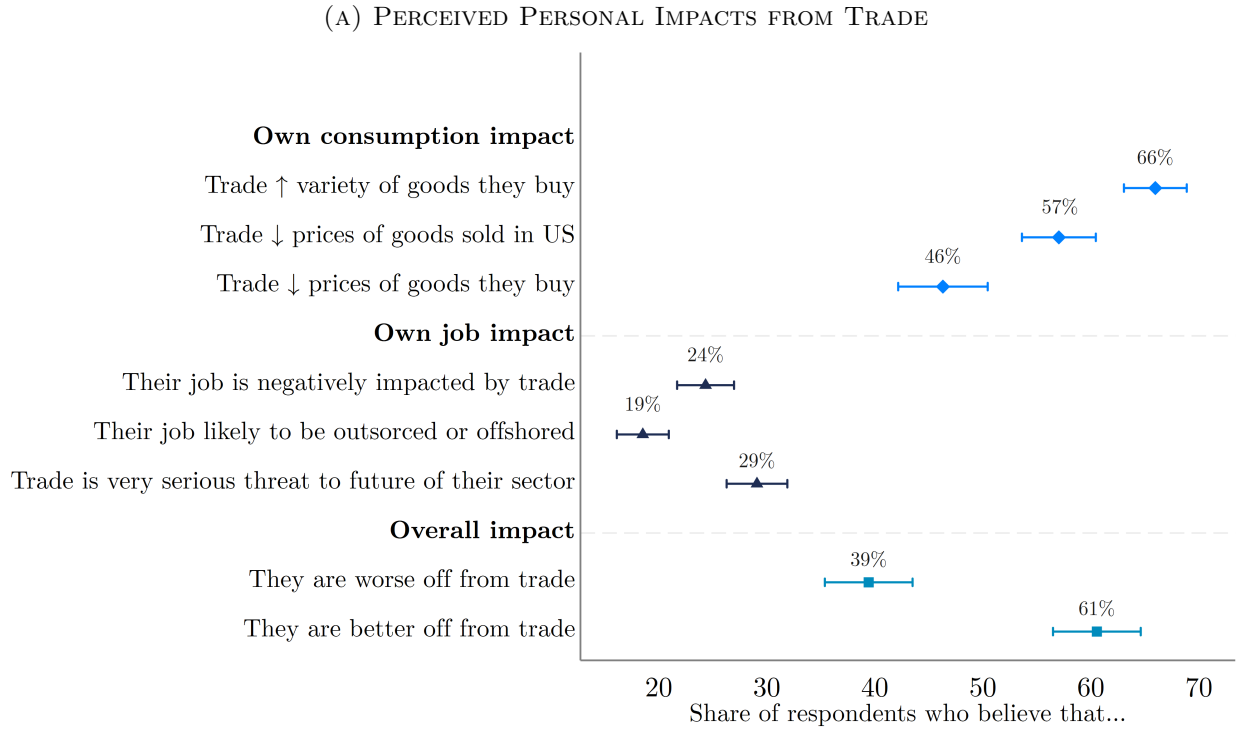 (A) PERCEIVED PERSONAL IMPACTS FROM TRADE
Own consumption impact
66%
Trade ↑ variety of goods they buy
57%
Trade ↓ prices of goods sold in US
46%
Trade ↓ prices of goods they buy
Own job impact
24%
Their job is negatively impacted by trade
19%
Their job likely to be outsorced or offshored
29%
Trade is very serious threat to future of their sector
Overall impact
39%
They are worse off from trade
61%
They are better off from trade
20 30 40 50 60 70
Share of respondents who believe that...